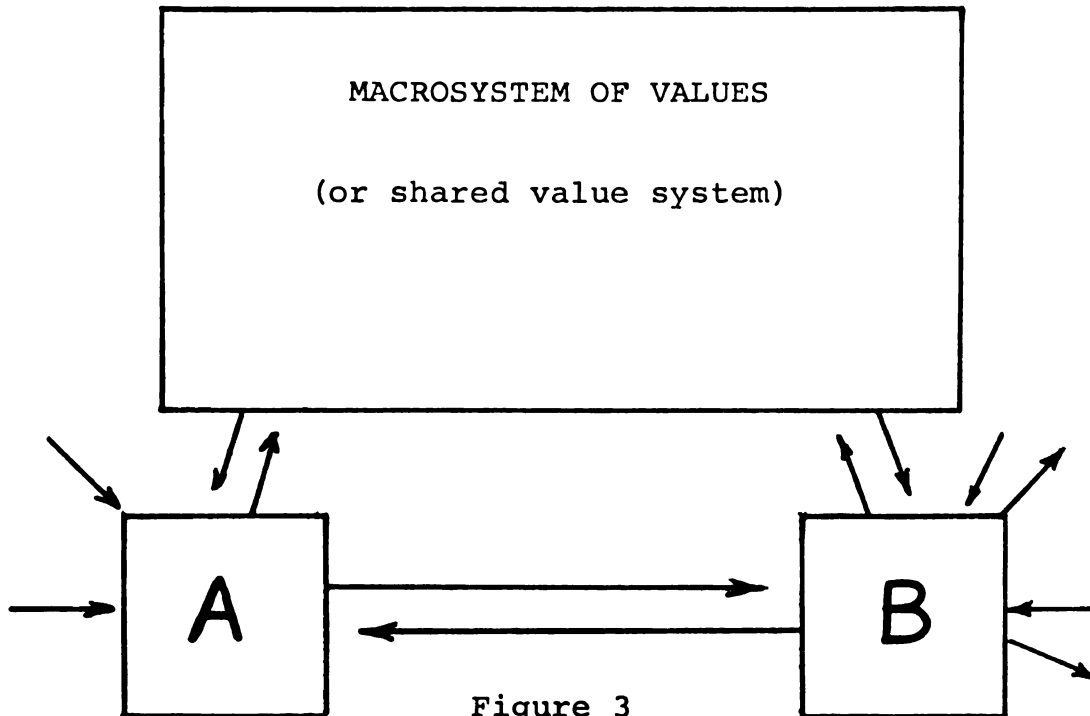 MACROSYSTEM OF VALUES
(or shared value system)
A
B
Figure 3